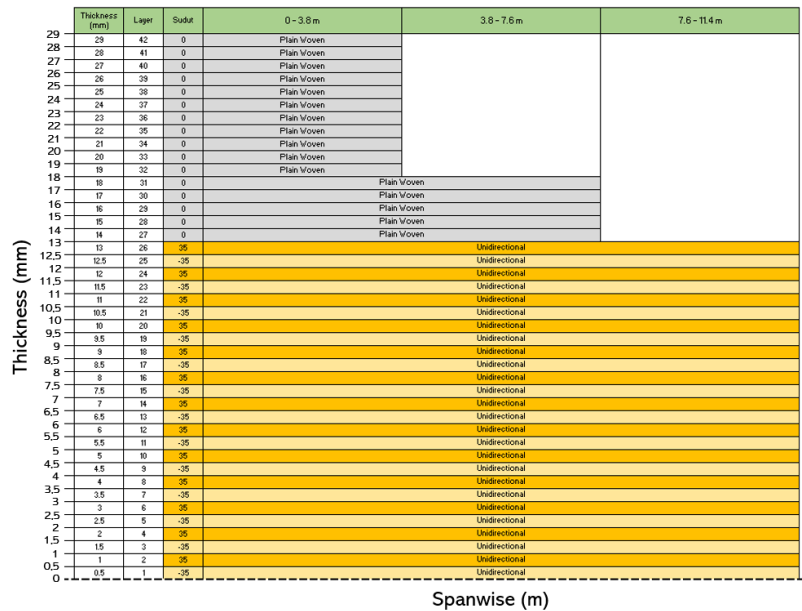 Thickness (mm) Layer Sudut 0 – 3.8 m 3.8 – 7.6 m 7.6 – 11.4 m
29
29 42 0 Plain Woven
28
28 41 0 Plain Woven
27
27 40 0 Plain Woven
26
26 39 0 Plain Woven
25
25 38 0 Plain Woven
24
24 37 0 Plain Woven
23
23 36 0 Plain Woven
22
22 35 0 Plain Woven
21
21 34 0 Plain Woven
20
20 33 0 Plain Woven
19
19 32 0 Plain Woven
18
18 31 0 Plain Woven
17
17 30 0 Plain Woven
16
16 29 0 Plain Woven
15
15 28 0 Plain Woven
14
14 27 0 Plain Woven
13
13 26 35 Unidirectional
12,5
12.5 25 -35 Unidirectional
12
12 24 35 Unidirectional
11,5
11.5 23 -35 Unidirectional
11
11 22 35 Unidirectional
10,5
10.5 21 -35 Unidirectional
10
10 20 35 Unidirectional
9,5
9.5 19 -35 Unidirectional
9
9 18 35 Unidirectional
8,5
8.5 17 -35 Unidirectional
8
8 16 35 Unidirectional
7,5
7.5 15 -35 Unidirectional
7
7 14 35 Unidirectional
6,5
6.5 13 -35 Unidirectional
6
6 12 35 Unidirectional
5,5
5.5 11 -35 Unidirectional
5
5 10 35 Unidirectional
4,5
4.5 9 -35 Unidirectional
4
4 8 35 Unidirectional
3,5
3.5 7 -35 Unidirectional
3
3 6 35 Unidirectional
2,5
2.5 5 -35 Unidirectional
2
2 4 35 Unidirectional
1,5
1.5 3 -35 Unidirectional
1
1 2 35 Unidirectional
0,5
0.5 1 -35 Unidirectional
0
Thickness (mm)
Spanwise (m)